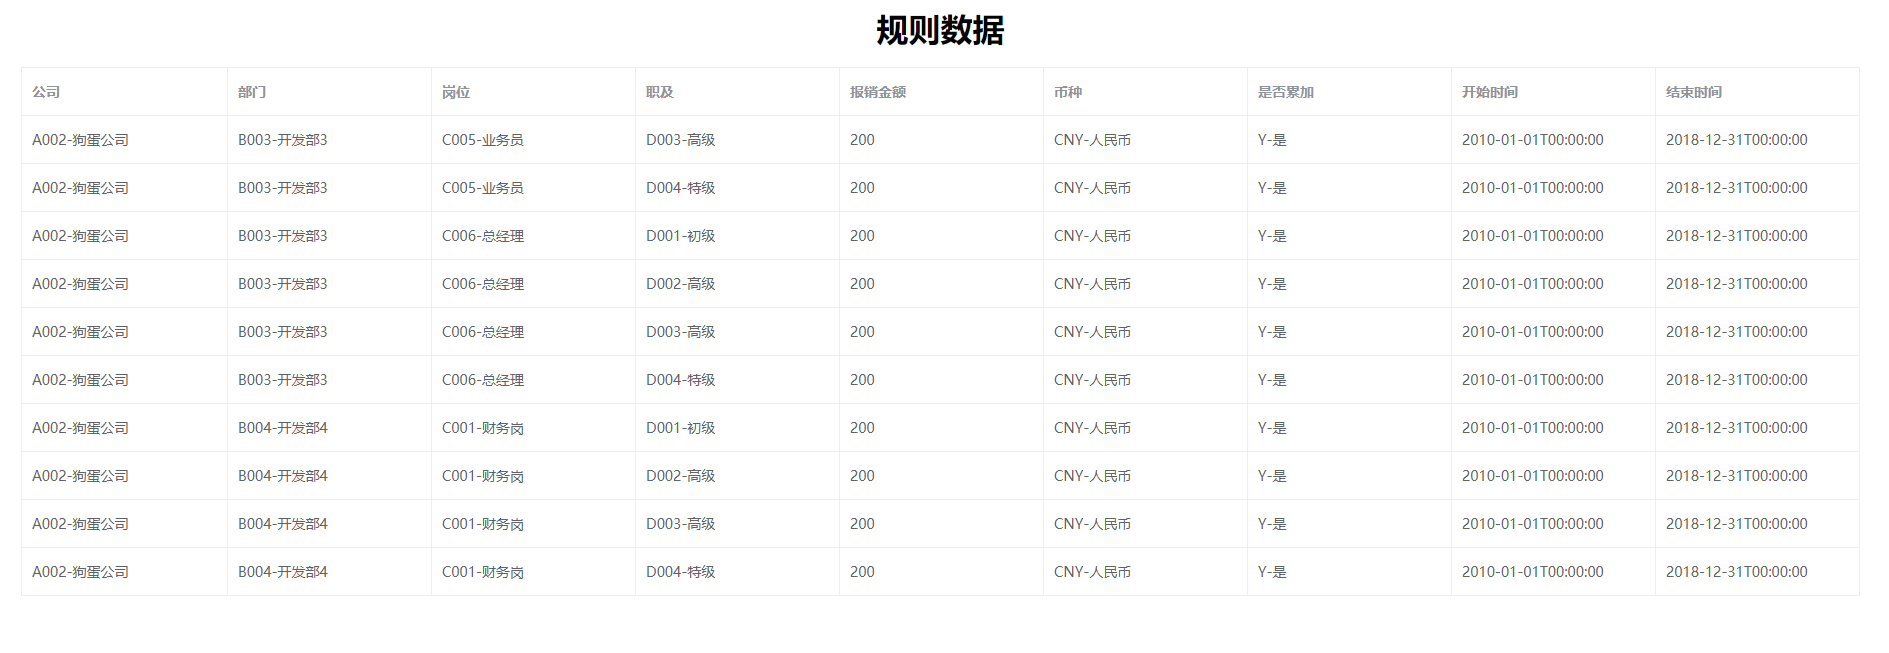 规则数据
公司 部门 岗位 职及 报销金额 币种 是否累加 开始时间 结束时间
A002-狗蛋公司 B003-开发部3 C005-业务员 D003-高级 200 CNY-人民币 Y-是 2010-01-01T00:00:00 2018-12-31T00:00:00
A002-狗蛋公司 B003-开发部3 C005-业务员 D004-特级 200 CNY-人民币 Y-是 2010-01-01T00:00:00 2018-12-31T00:00:00
A002-狗蛋公司 B003-开发部3 C006-总经理 D001-初级 200 CNY-人民币 Y-是 2010-01-01T00:00:00 2018-12-31T00:00:00
A002-狗蛋公司 B003-开发部3 C006-总经理 D002-高级 200 CNY-人民币 Y-是 2010-01-01T00:00:00 2018-12-31T00:00:00
A002-狗蛋公司 B003-开发部3 C006-总经理 D003-高级 200 CNY-人民币 Y-是 2010-01-01T00:00:00 2018-12-31T00:00:00
A002-狗蛋公司 B003-开发部3 C006-总经理 D004-特级 200 CNY-人民币 Y-是 2010-01-01T00:00:00 2018-12-31T00:00:00
A002-狗蛋公司 B004-开发部4 C001-财务岗 D001-初级 200 CNY-人民币 Y-是 2010-01-01T00:00:00 2018-12-31T00:00:00
A002-狗蛋公司 B004-开发部4 C001-财务岗 D002-高级 200 CNY-人民币 Y-是 2010-01-01T00:00:00 2018-12-31T00:00:00
A002-狗蛋公司 B004-开发部4 C001-财务岗 D003-高级 200 CNY-人民币 Y-是 2010-01-01T00:00:00 2018-12-31T00:00:00
A002-狗蛋公司 B004-开发部4 C001-财务岗 D004-特级 200 CNY-人民币 Y-是 2010-01-01T00:00:00 2018-12-31T00:00:00